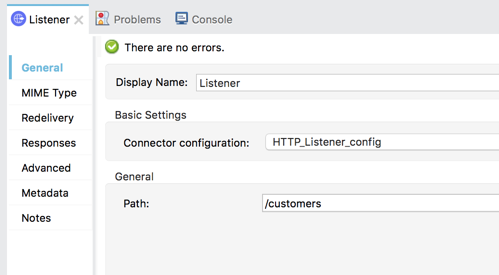 Listener Problems Console
There are no errors.
General
Display Name: Listener
MIME Type
Redelivery
Basic Settings
Responses
Connector configuration: HTTP_Listener_config
Advanced
General
Metadata
Path: /customers
Notes